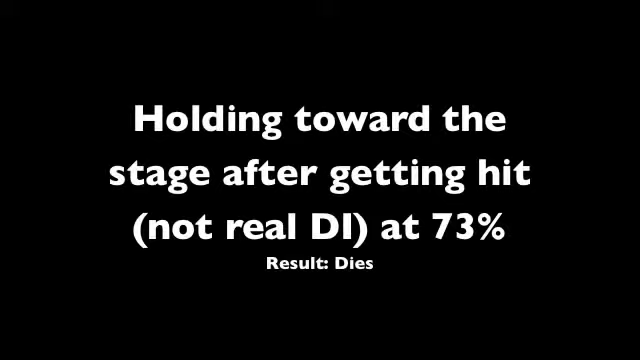 Holding toward the
stage after getting hit
(not real DI) at 73%
Result: Dies